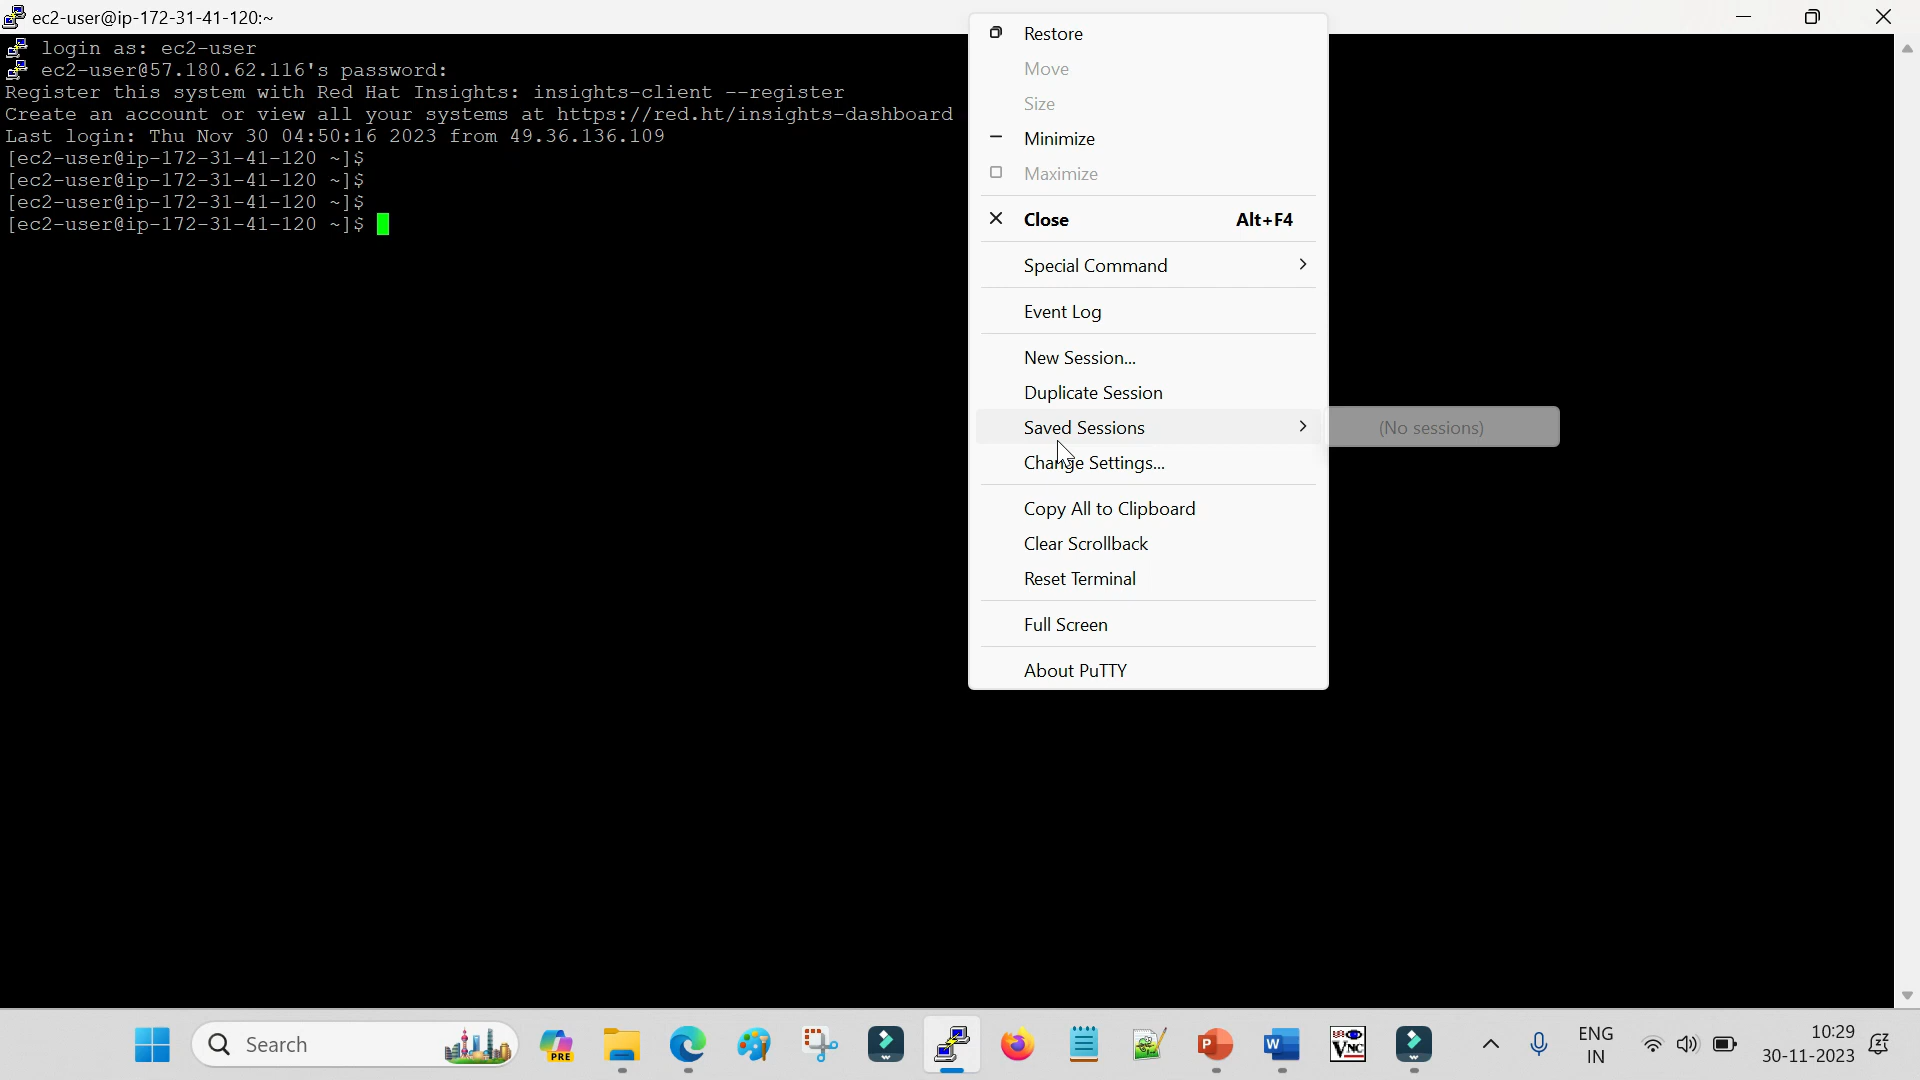 ec2-user@ip-172-31-41-120:~
login as: ec2-user
ec2-user@57.180.62.116's password:
Register this system with Red Hat Insights: insights-client --register
Create an account or view all your systems at https://red.ht/insights-dashboard
Last login: Thu Nov 30 04:50:16 2023 from 49.36.136.109
[ec2-user@ip-172-31-41-120 ~]$
[ec2-user@ip-172-31-41-120 ~]$
[ec2-user@ip-172-31-41-120 ~]$
[ec2-user@ip-172-31-41-120 ~]$
Restore
Move
Size
Minimize
Maximize
Close Alt+F4
Special Command
Event Log
New Session...
Duplicate Session
Saved Sessions
(No sessions)
Change Settings...
Copy All to Clipboard
Clear Scrollback
Reset Terminal
Full Screen
About PuTTY
Search
PRE
P
W
VNC
ENG
IN
10:29
30-11-2023